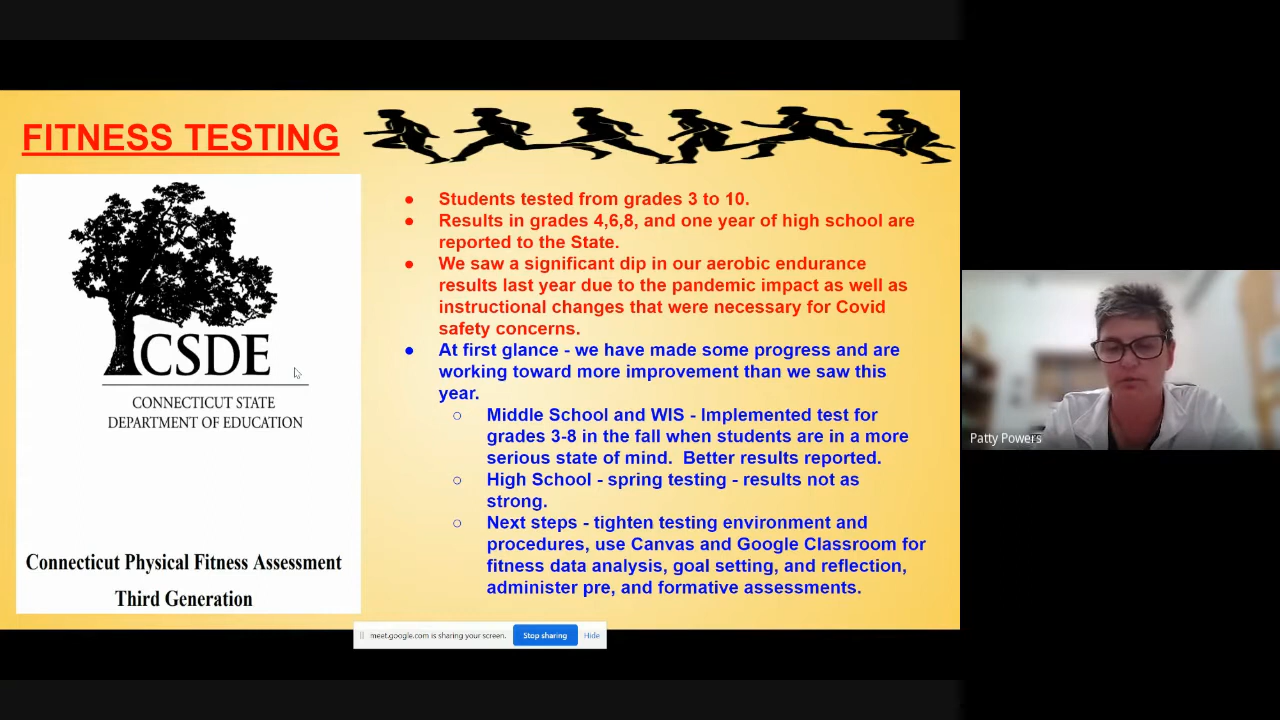 FITNESS TESTING
CSDE
CONNECTICUT STATE
DEPARTMENT OF EDUCATION
Connecticut Physical Fitness Assessment
Third Generation
● Students tested from grades 3 to 10.
● Results in grades 4,6,8, and one year of high school are
reported to the State.
● We saw a significant dip in our aerobic endurance
results last year due to the pandemic impact as well as
instructional changes that were necessary for Covid
safety concerns.
● At first glance - we have made some progress and are
working toward more improvement than we saw this
year.
○ Middle School and WIS - Implemented test for
grades 3-8 in the fall when students are in a more
serious state of mind. Better results reported.
○ High School - spring testing - results not as
strong.
○ Next steps - tighten testing environment and
procedures, use Canvas and Google Classroom for
fitness data analysis, goal setting, and reflection,
administer pre, and formative assessments.
meet.google.com is sharing your screen. Stop sharing Hide
Patty Powers